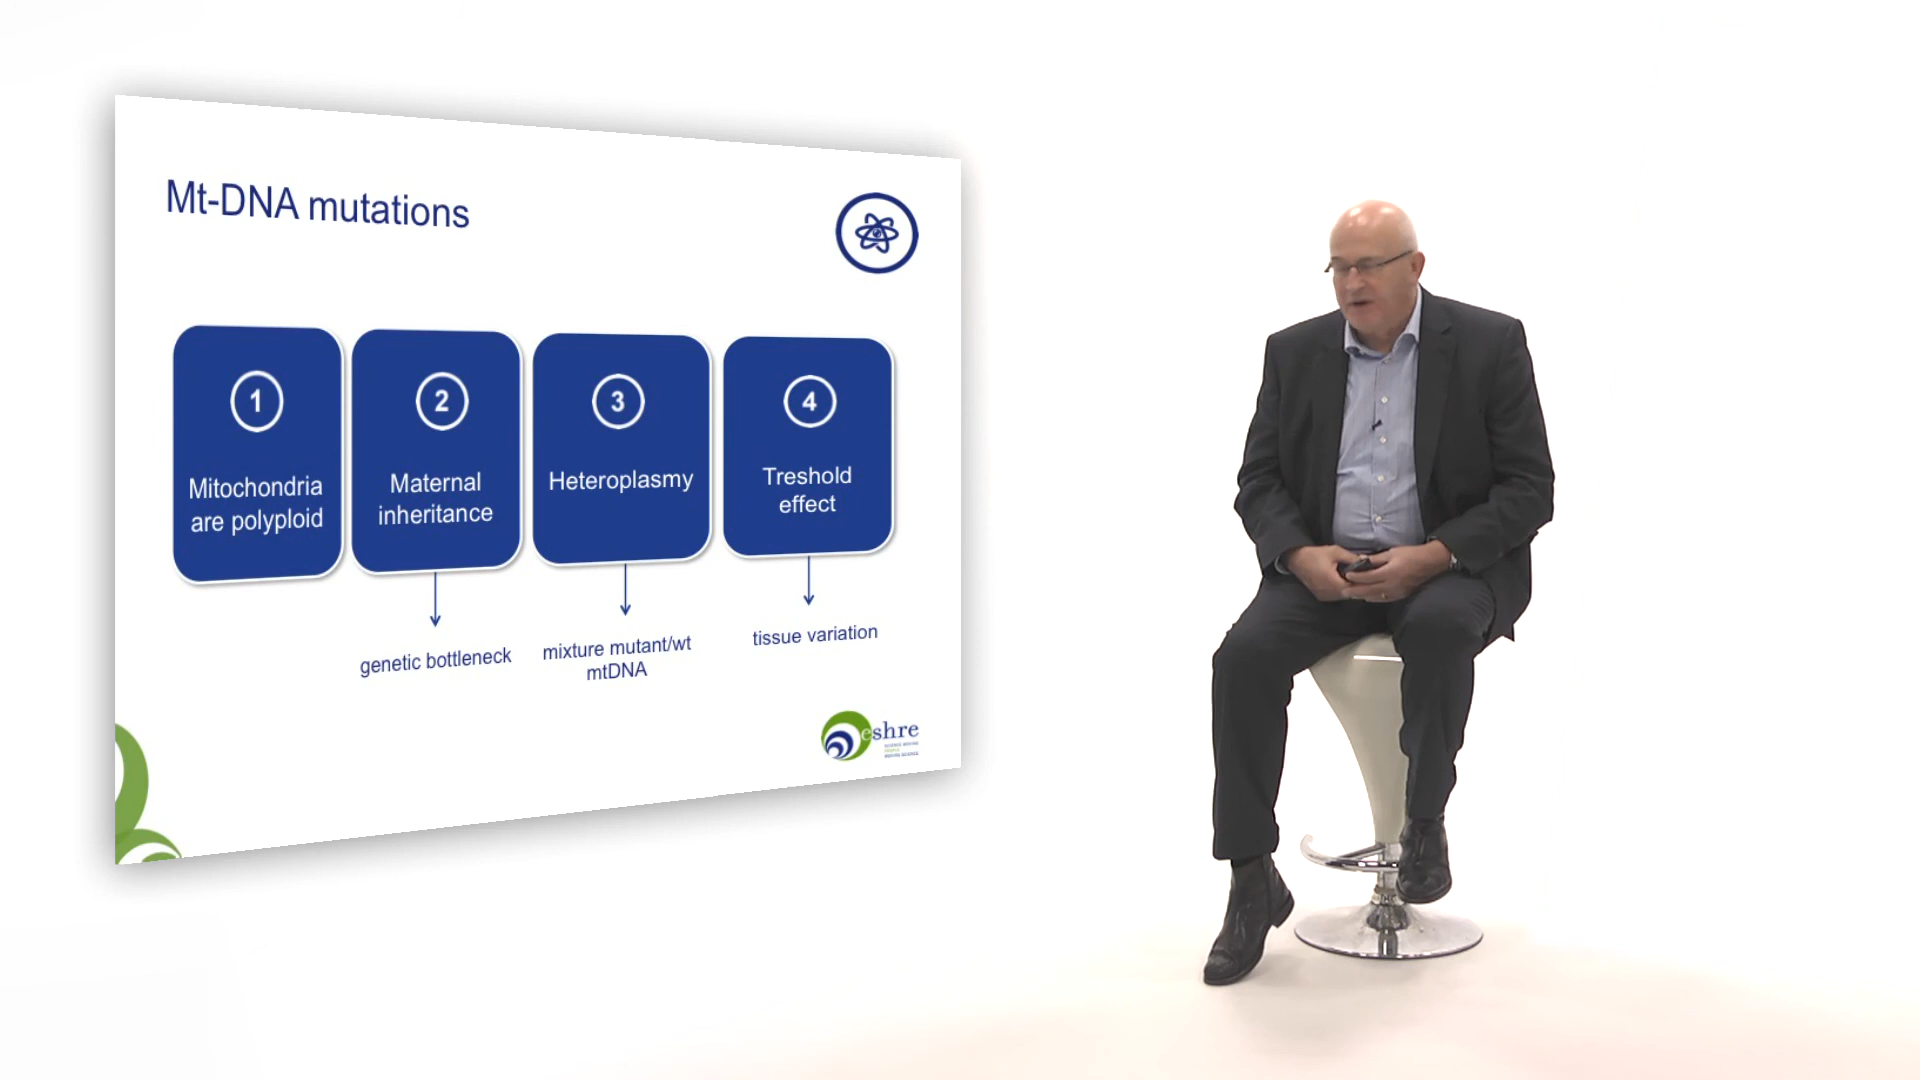 Mt-DNA mutations
1
Mitochondria
are polyploid
2
Maternal
inheritance
genetic bottleneck
3
Heteroplasmy
mixture mutant/wt
mtDNA
4
Treshold
effect
tissue variation
eshre